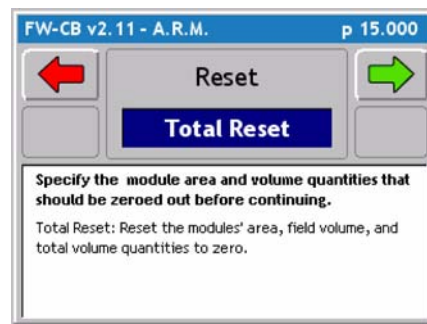 FW-CB v2.11 - A.R.M. p 15.000
Reset
Total Reset
Specify the module area and volume quantities that
should be zeroed out before continuing.
Total Reset: Reset the modules' area, field volume, and
total volume quantities to zero.